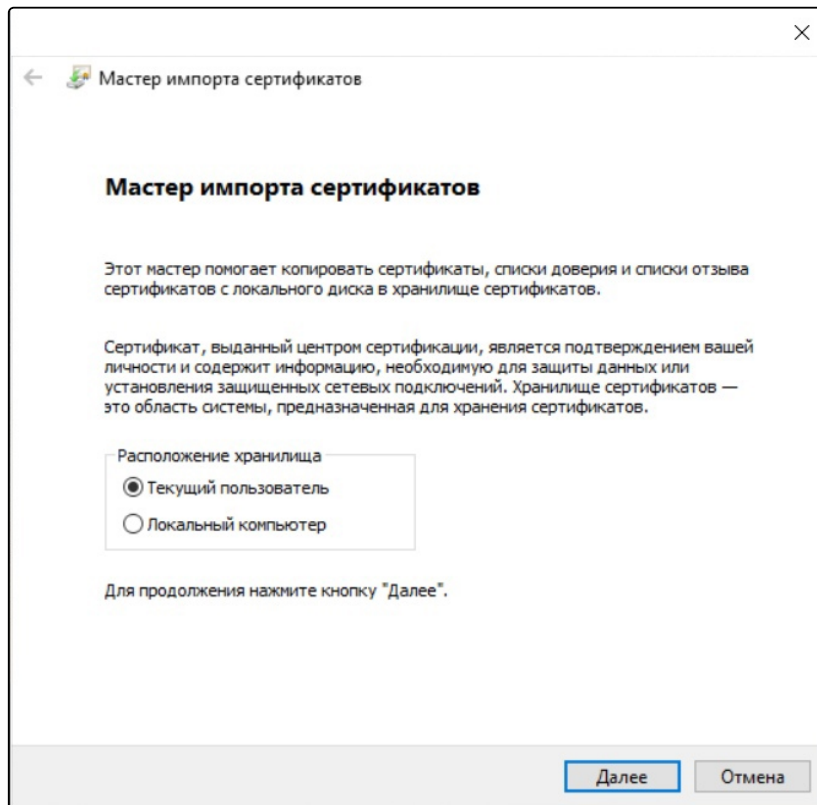 Мастер импорта сертификатов
Мастер импорта сертификатов
Этот мастер помогает копировать сертификаты, списки доверия и списки отзыва
сертификатов с локального диска в хранилище сертификатов.
Сертификат, выданный центром сертификации, является подтверждением вашей
личности и содержит информацию, необходимую для защиты данных или
установления защищенных сетевых подключений. Хранилище сертификатов —
это область системы, предназначенная для хранения сертификатов.
Расположение хранилища
Текущий пользователь
Локальный компьютер
Для продолжения нажмите кнопку "Далее".
Далее Отмена